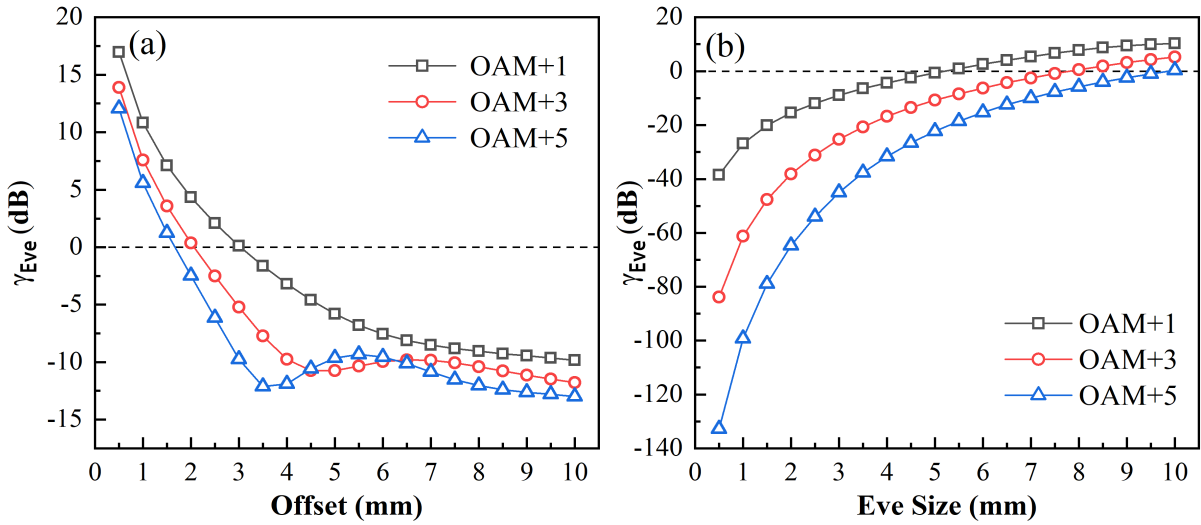 (a)
OAM+1
OAM+3
OAM+5
20
15
10
5
0
-5
-10
-15
γEve (dB)
0 1 2 3 4 5 6 7 8 9 10
Offset (mm)
(b)
20
0
-20
-40
-60
-80
-100
-120
-140
γEve (dB)
OAM+1
OAM+3
OAM+5
0 1 2 3 4 5 6 7 8 9 10
Eve Size (mm)